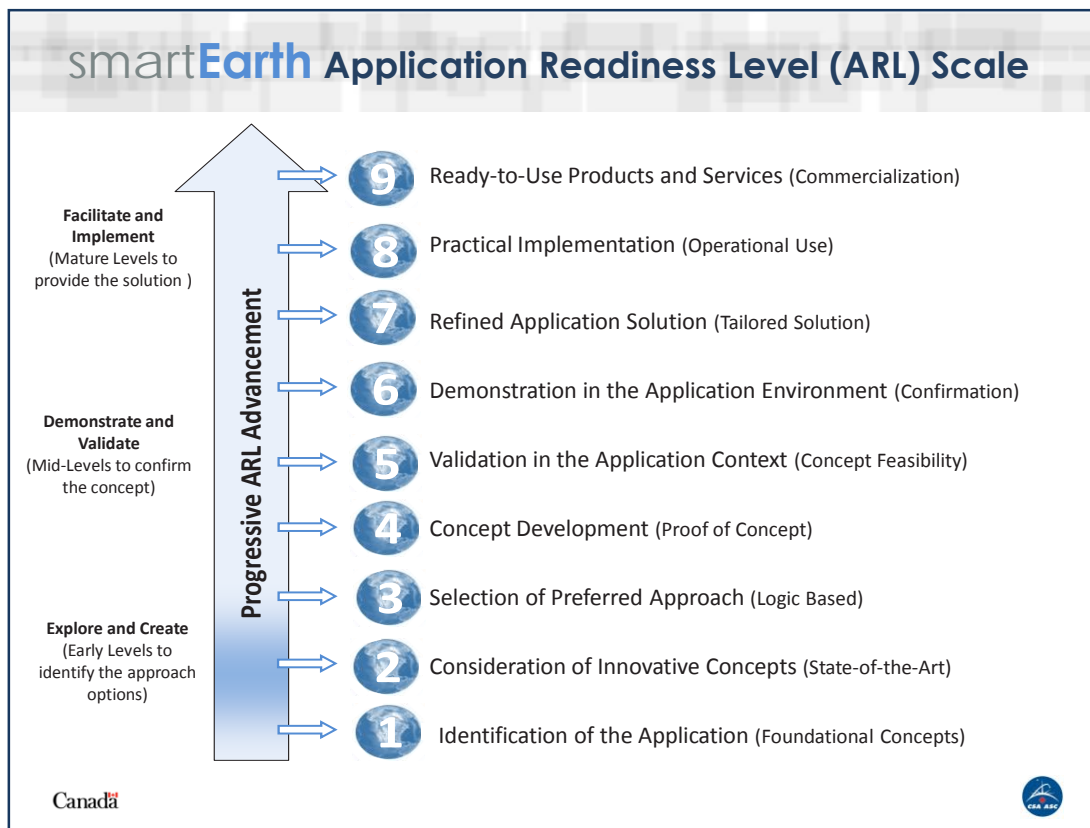 smartEarth Application Readiness Level (ARL) Scale
Progressive ARL Advancement
Facilitate and
Implement
(Mature Levels to
provide the solution )
Demonstrate and
Validate
(Mid-Levels to confirm
the concept)
Explore and Create
(Early Levels to
identify the approach
options)
9 Ready-to-Use Products and Services (Commercialization)
8 Practical Implementation (Operational Use)
7 Refined Application Solution (Tailored Solution)
6 Demonstration in the Application Environment (Confirmation)
5 Validation in the Application Context (Concept Feasibility)
4 Concept Development (Proof of Concept)
3 Selection of Preferred Approach (Logic Based)
2 Consideration of Innovative Concepts (State-of-the-Art)
1 Identification of the Application (Foundational Concepts)
Canada
CSA ASC